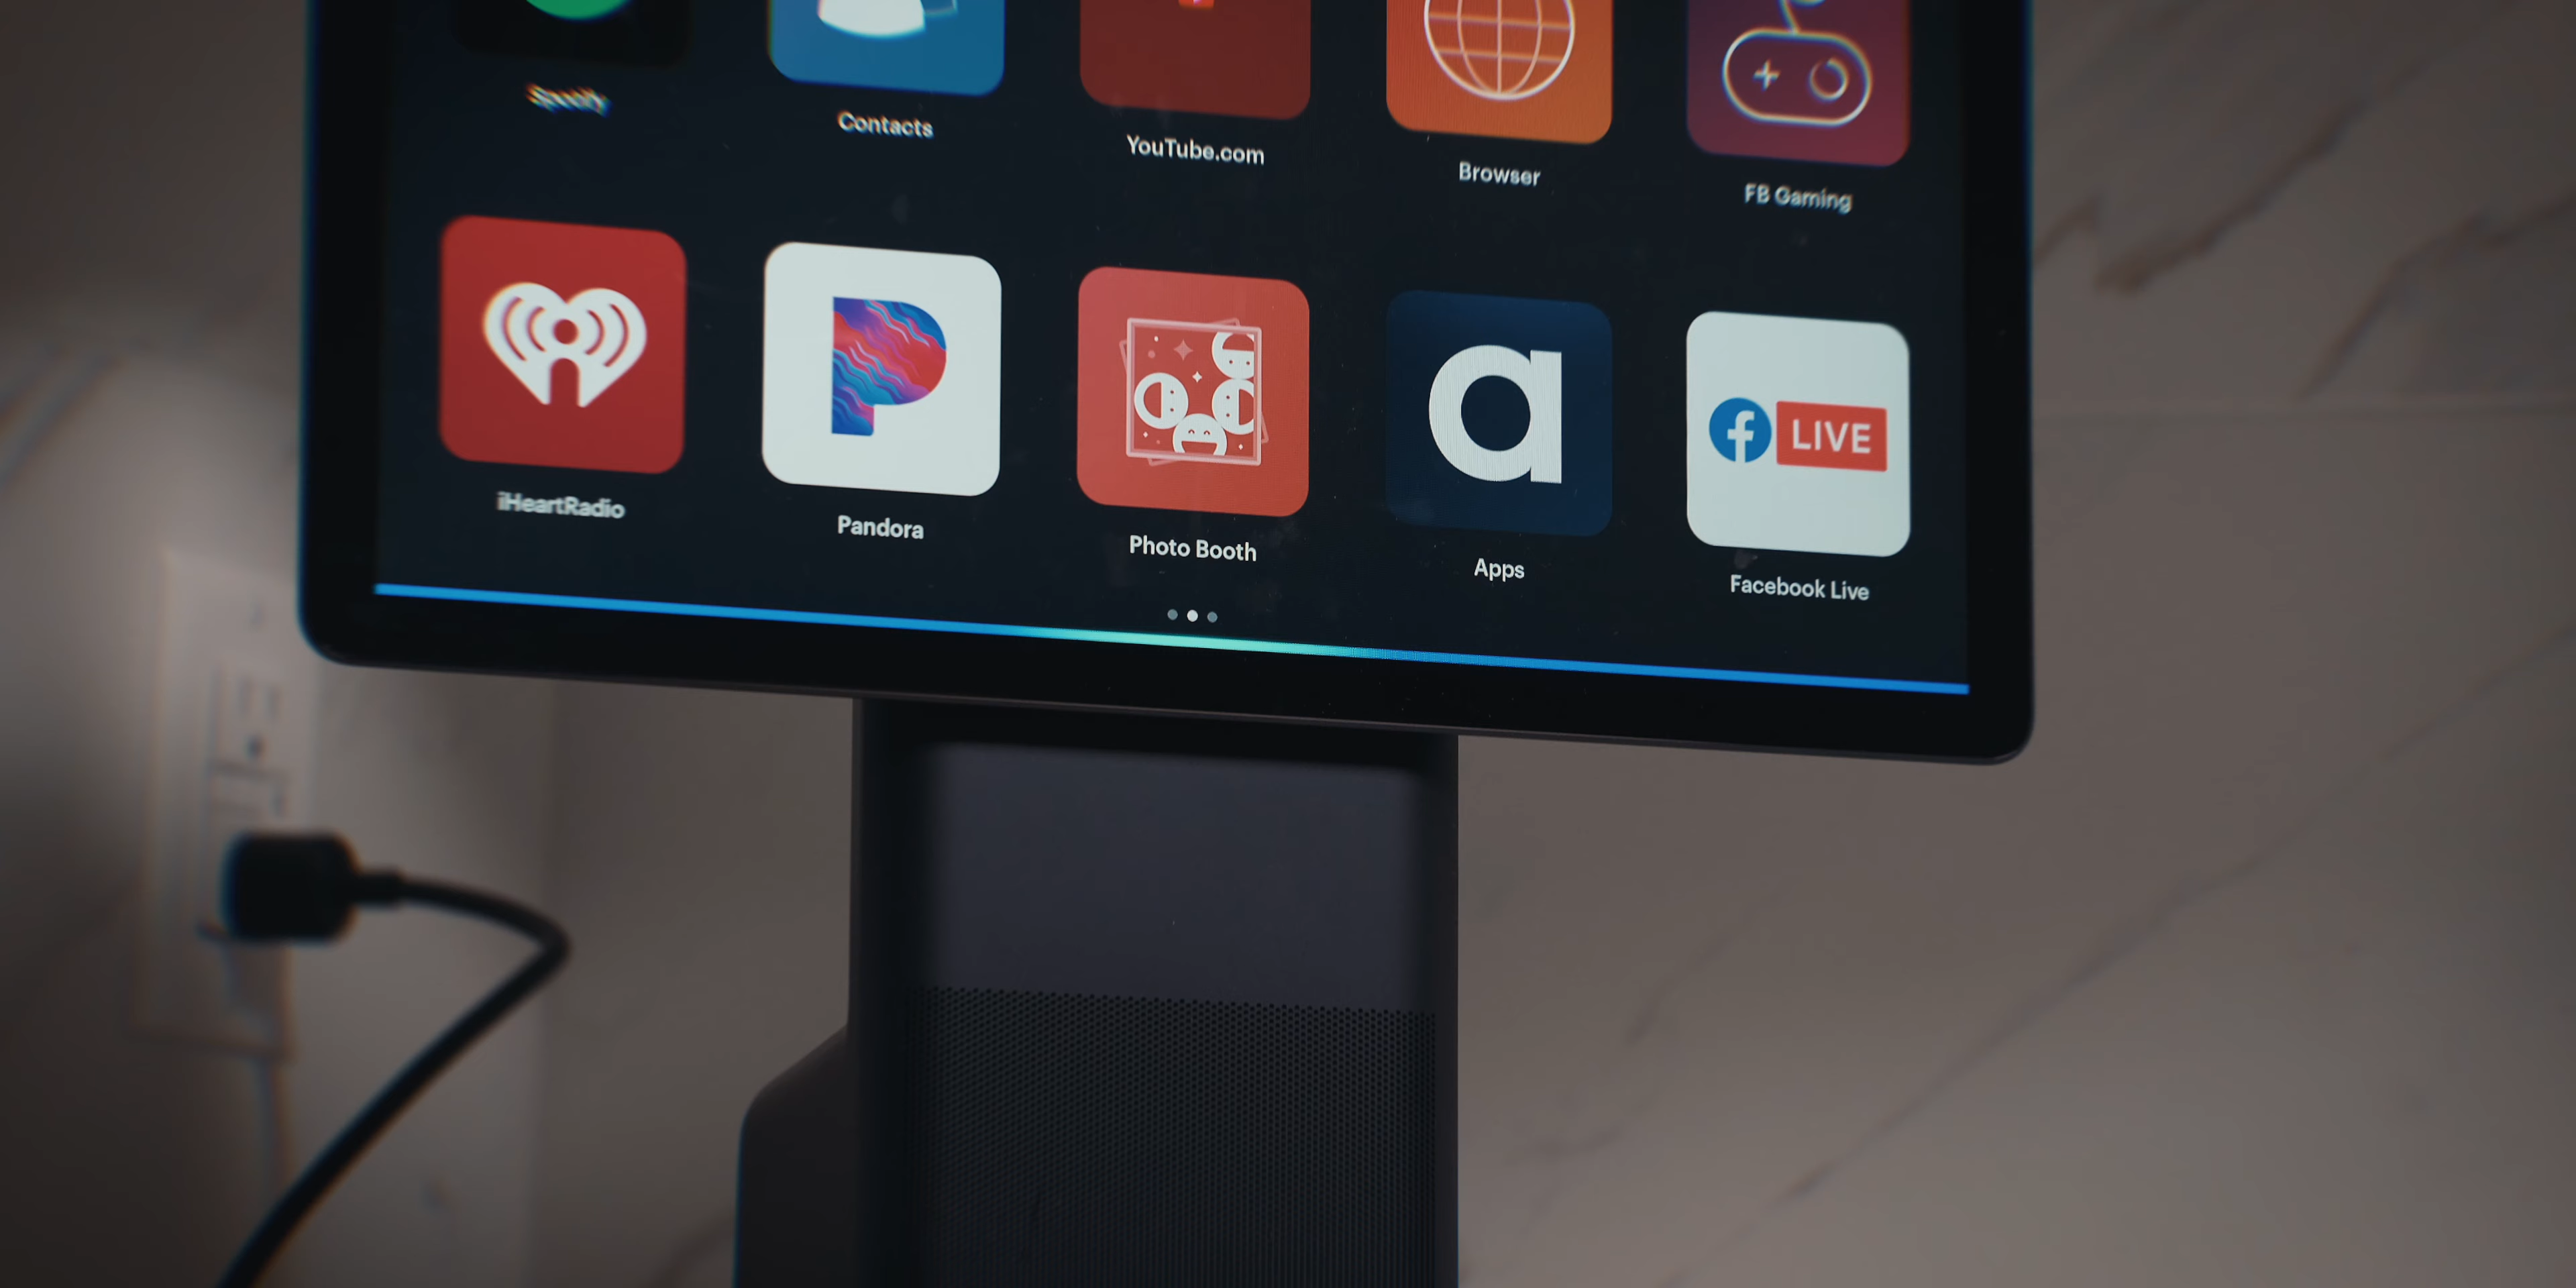 Spotify
Contacts
YouTube.com
Browser
FB Gaming
a
LIVE
iHeartRadio
Pandora
Photo Booth
Apps
Facebook Live